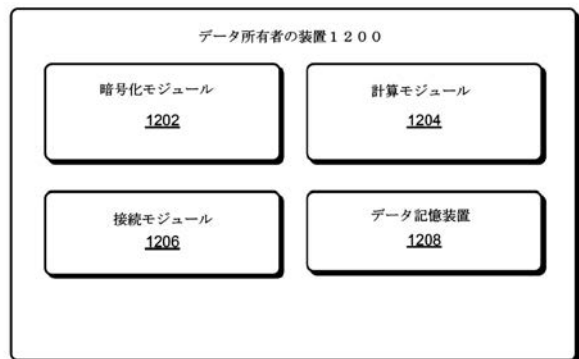 データ所有者の装置１２００
暗号化モジュール
1202
計算モジュール
1204
接続モジュール
1206
データ記憶装置
1208